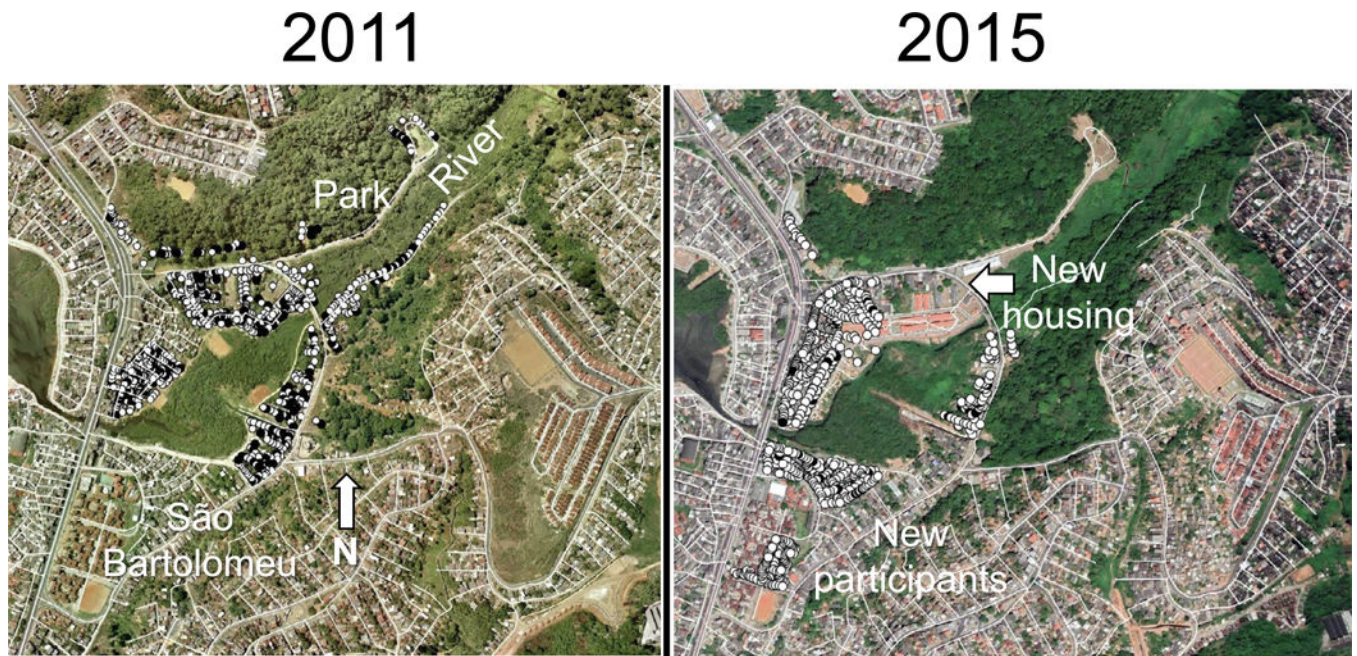 2011
2015
Park
River
São
Bartolomeu
N
New
housing
New
participants